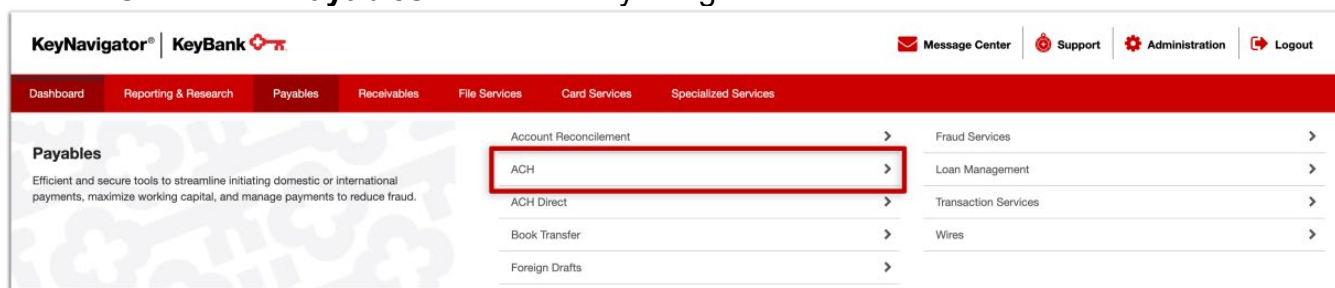 KeyNavigator® KeyBank
Message Center Support Administration Logout
Dashboard Reporting & Research Payables Receivables File Services Card Services Specialized Services
Payables
Efficient and secure tools to streamline initiating domestic or international
payments, maximize working capital, and manage payments to reduce fraud.
Account Reconcilement
ACH
ACH Direct
Book Transfer
Foreign Drafts
Fraud Services
Loan Management
Transaction Services
Wires